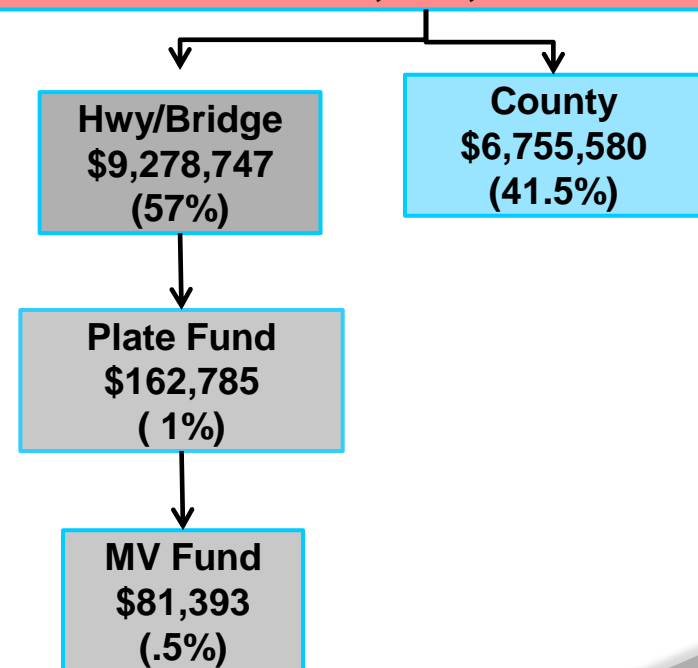 Hwy/Bridge
$9,278,747
(57%)
County
$6,755,580
(41.5%)
Plate Fund
$162,785
( 1%)
MV Fund
$81,393
(.5%)